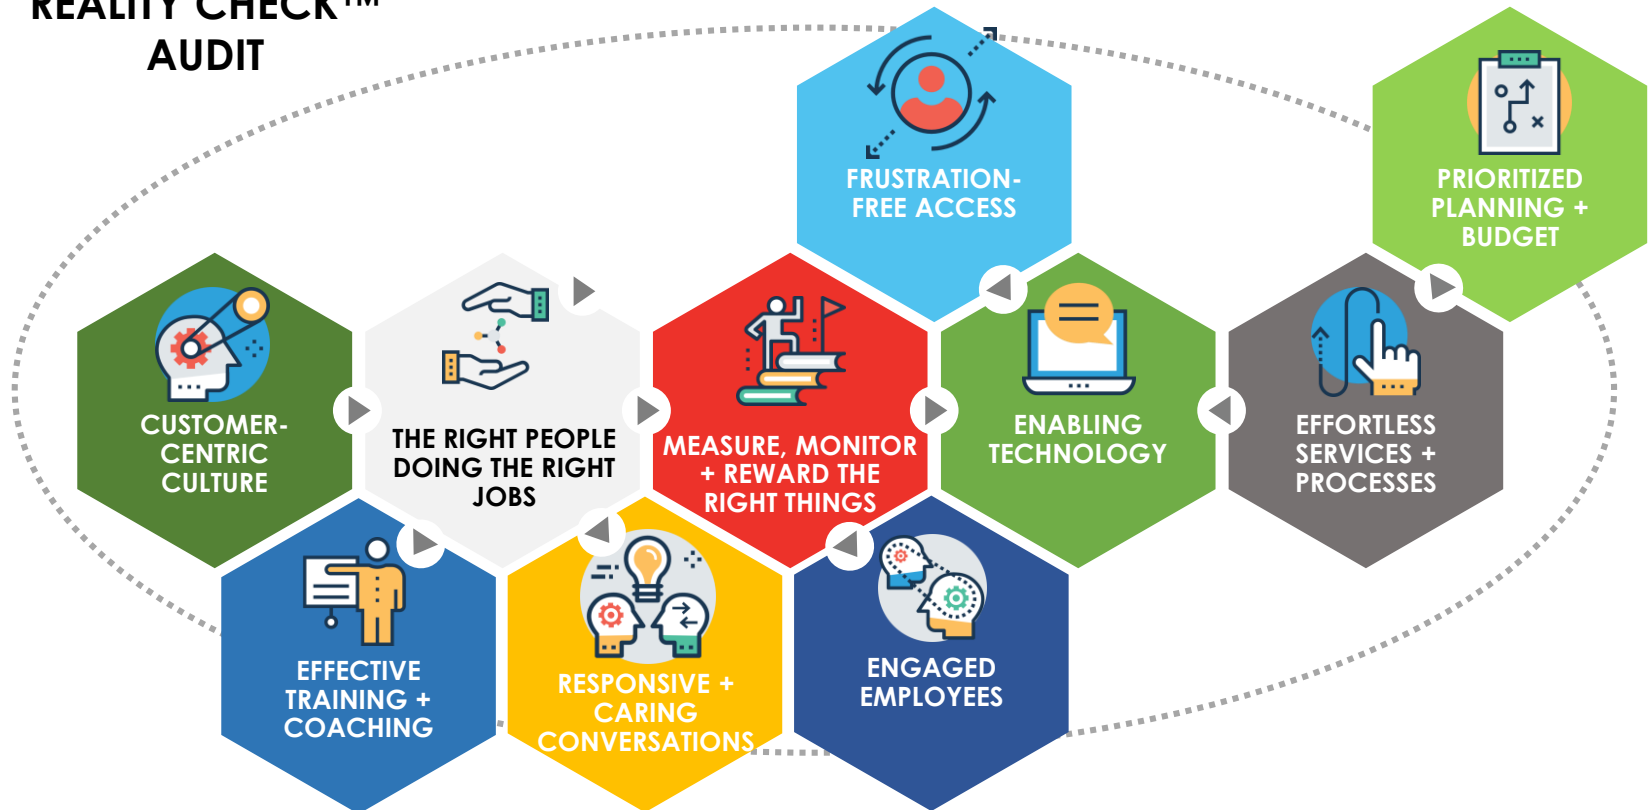 REALITY CHECK™
AUDIT
FRUSTRATION-
FREE ACCESS
PRIORITIZED
PLANNING +
BUDGET
CUSTOMER-
CENTRIC
CULTURE
THE RIGHT PEOPLE
DOING THE RIGHT
JOBS
MEASURE, MONITOR
+ REWARD THE
RIGHT THINGS
ENABLING
TECHNOLOGY
EFFORTLESS
SERVICES +
PROCESSES
EFFECTIVE
TRAINING +
COACHING
RESPONSIVE +
CARING
CONVERSATIONS
ENGAGED
EMPLOYEES